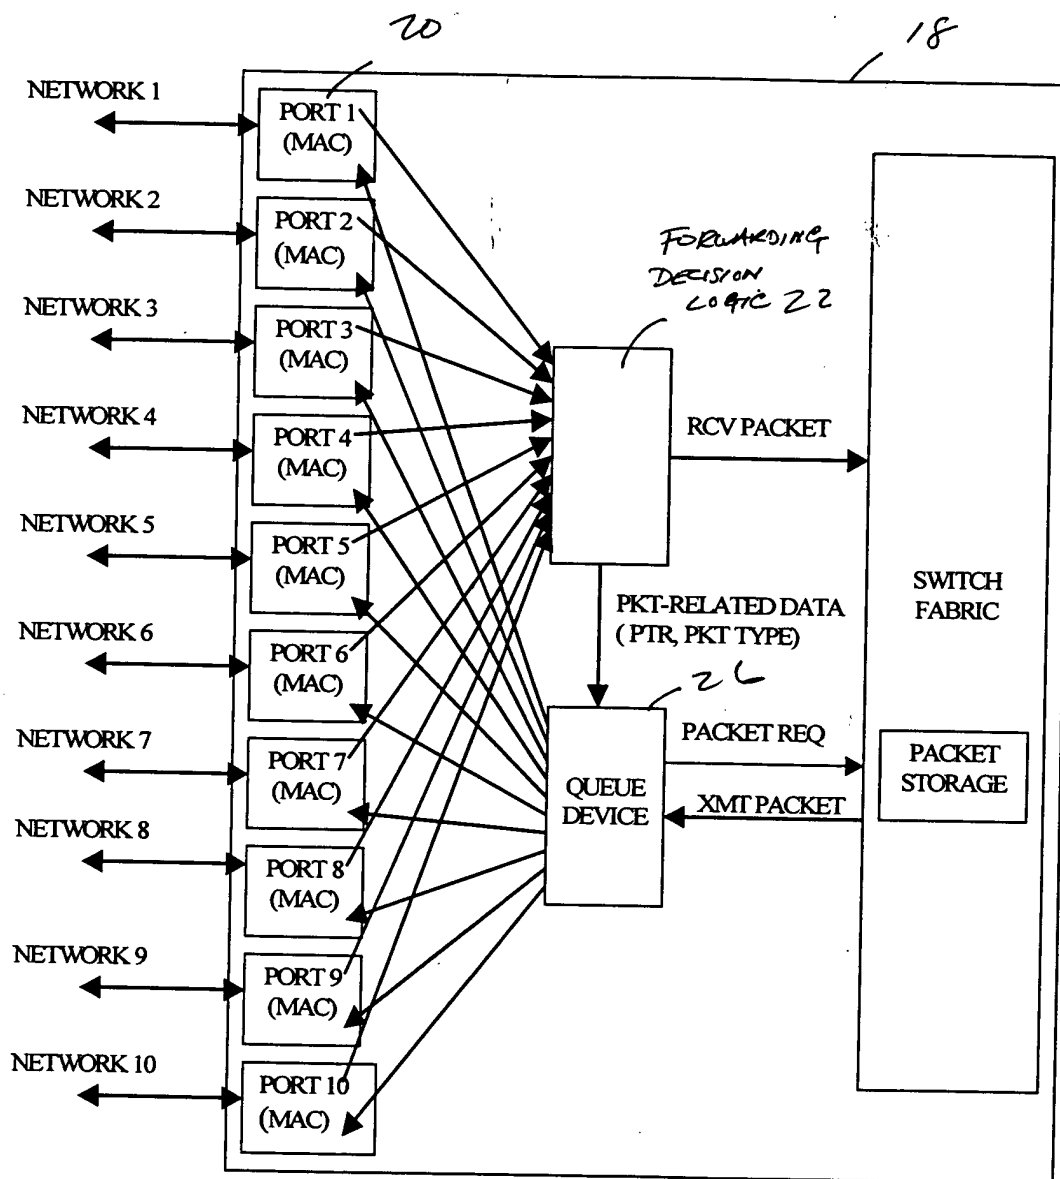 20
18
NETWORK 1
PORT 1
(MAC)
NETWORK 2
PORT 2
(MAC)
FORWARDING
DECISION
LOGIC 22
NETWORK 3
PORT 3
(MAC)
NETWORK 4
PORT 4
(MAC)
RCV PACKET
NETWORK 5
PORT 5
(MAC)
SWITCH
FABRIC
PKT-RELATED DATA
( PTR, PKT TYPE)
NETWORK 6
PORT 6
(MAC)
26
NETWORK 7
PORT 7
(MAC)
QUEUE
DEVICE
PACKET REQ
XMT PACKET
PACKET
STORAGE
NETWORK 8
PORT 8
(MAC)
NETWORK 9
PORT 9
(MAC)
NETWORK 10
PORT 10
(MAC)